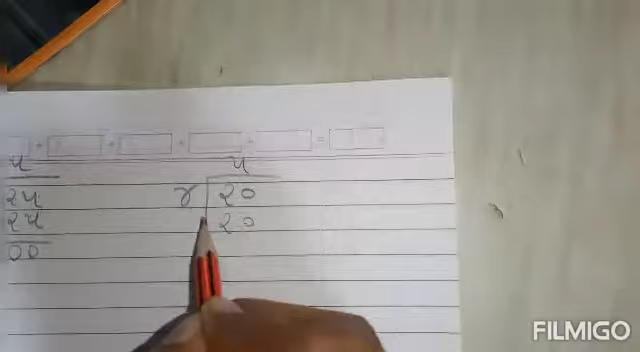 + + + + =
५ ५
२५ ४ २०
२५ २०
००
FILMIGO